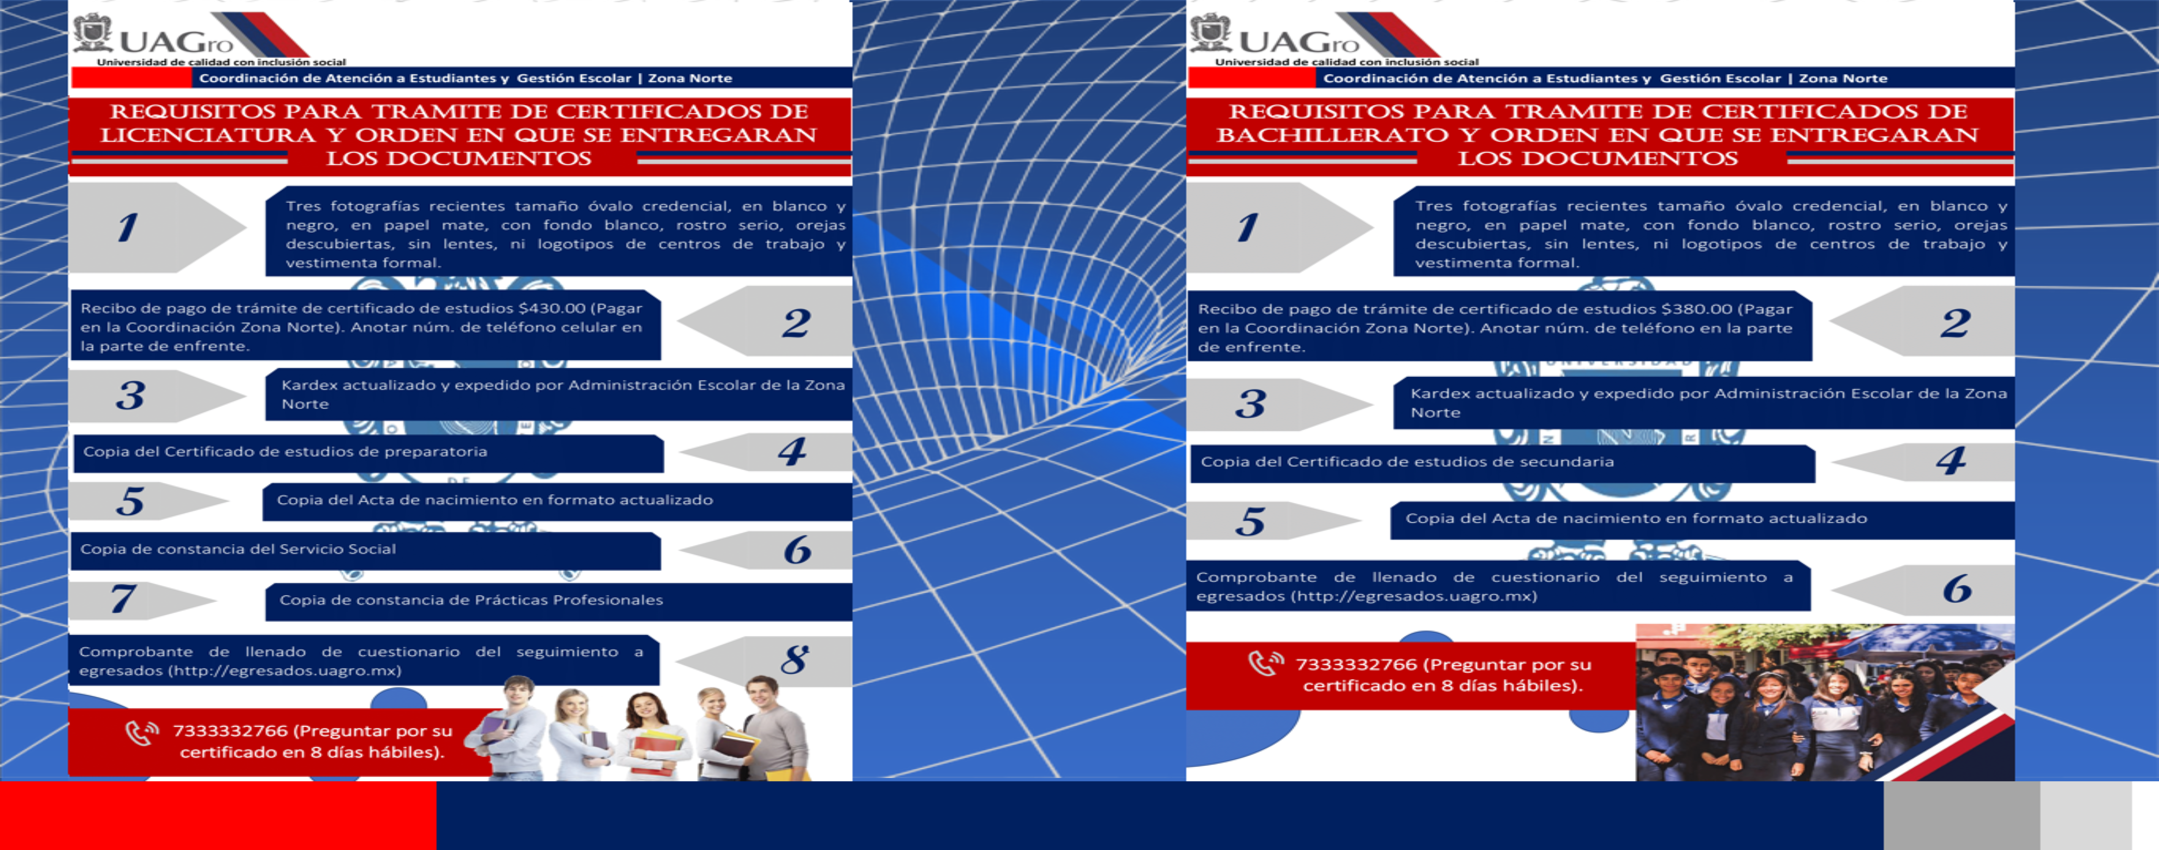 UAGro
Universidad de calidad con inclusión social
Coordinación de Atención a Estudiantes y Gestión Escolar | Zona Norte
REQUISITOS PARA TRAMITE DE CERTIFICADOS DE
LICENCIATURA Y ORDEN EN QUE SE ENTREGARAN
LOS DOCUMENTOS
1
Tres fotografías recientes tamaño óvalo credencial, en blanco y
negro, en papel mate, con fondo blanco, rostro serio, orejas
descubiertas, sin lentes, ni logotipos de centros de trabajo y
vestimenta formal.
Recibo de pago de trámite de certificado de estudios $430.00 (Pagar
en la Coordinación Zona Norte). Anotar núm. de teléfono celular en
la parte de enfrente.
2
3
Kardex actualizado y expedido por Administración Escolar de la Zona
Norte
Copia del Certificado de estudios de preparatoria
4
DE
5
Copia del Acta de nacimiento en formato actualizado
Copia de constancia del Servicio Social
6
7
Copia de constancia de Prácticas Profesionales
Comprobante de llenado de cuestionario del seguimiento a
egresados (http://egresados.uagro.mx)
8
7333332766 (Preguntar por su
certificado en 8 días hábiles).
UAGro
Universidad de calidad con inclusión social
Coordinación de Atención a Estudiantes y Gestión Escolar | Zona Norte
REQUISITOS PARA TRAMITE DE CERTIFICADOS DE
BACHILLERATO Y ORDEN EN QUE SE ENTREGARAN
LOS DOCUMENTOS
1
Tres fotografías recientes tamaño óvalo credencial, en blanco y
negro, en papel mate, con fondo blanco, rostro serio, orejas
descubiertas, sin lentes, ni logotipos de centros de trabajo y
vestimenta formal.
Recibo de pago de trámite de certificado de estudios $380.00 (Pagar
en la Coordinación Zona Norte). Anotar núm. de teléfono en la parte
de enfrente.
2
UNIVERSIDAD
3
Kardex actualizado y expedido por Administración Escolar de la Zona
Norte
Copia del Certificado de estudios de secundaria
4
5
Copia del Acta de nacimiento en formato actualizado
Comprobante de llenado de cuestionario del seguimiento a
egresados (http://egresados.uagro.mx)
6
7333332766 (Preguntar por su
certificado en 8 días hábiles).